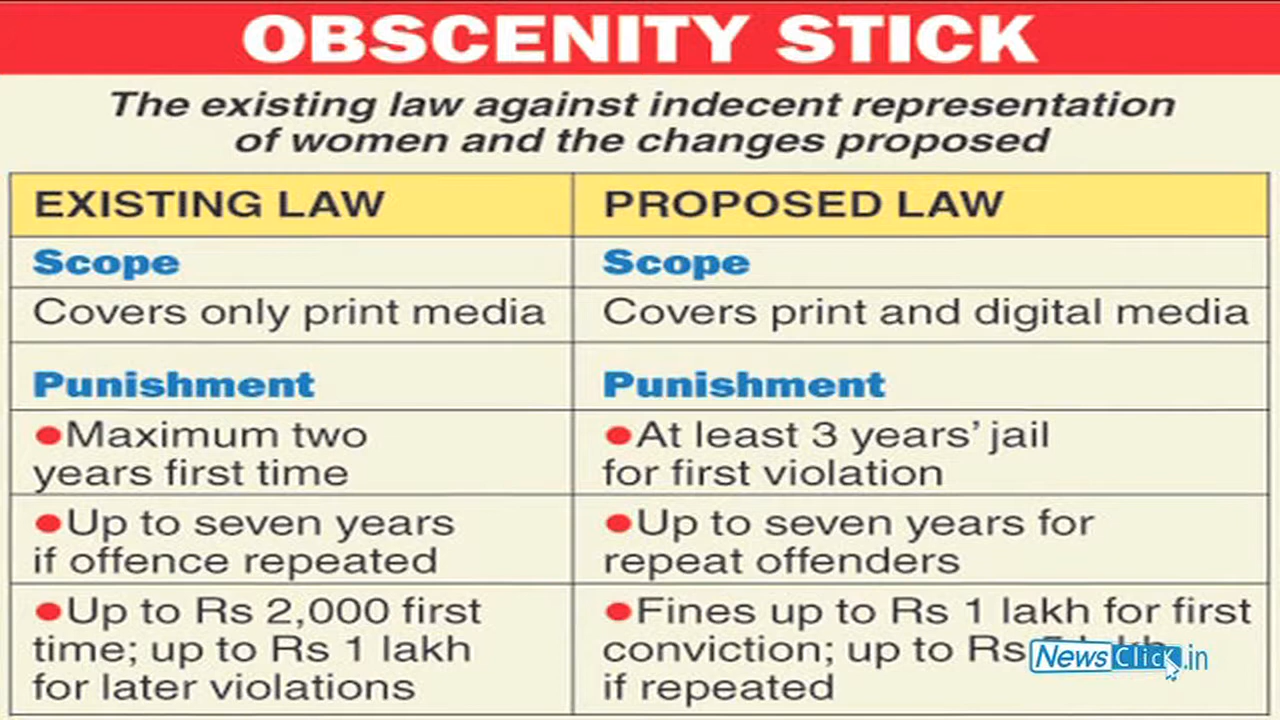 OBSCENITY STICK
The existing law against indecent representation
of women and the changes proposed
EXISTING LAW
PROPOSED LAW
Scope
Scope
Covers only print media
Covers print and digital media
Punishment
Punishment
●Maximum two
years first time
●At least 3 years' jail
for first violation
●Up to seven years
if offence repeated
●Up to seven years for
repeat offenders
●Up to Rs 2,000 first
time; up to Rs 1 lakh
for later violations
●Fines up to Rs 1 lakh for first
conviction; up to Rs
if repeated
NewsClick.in